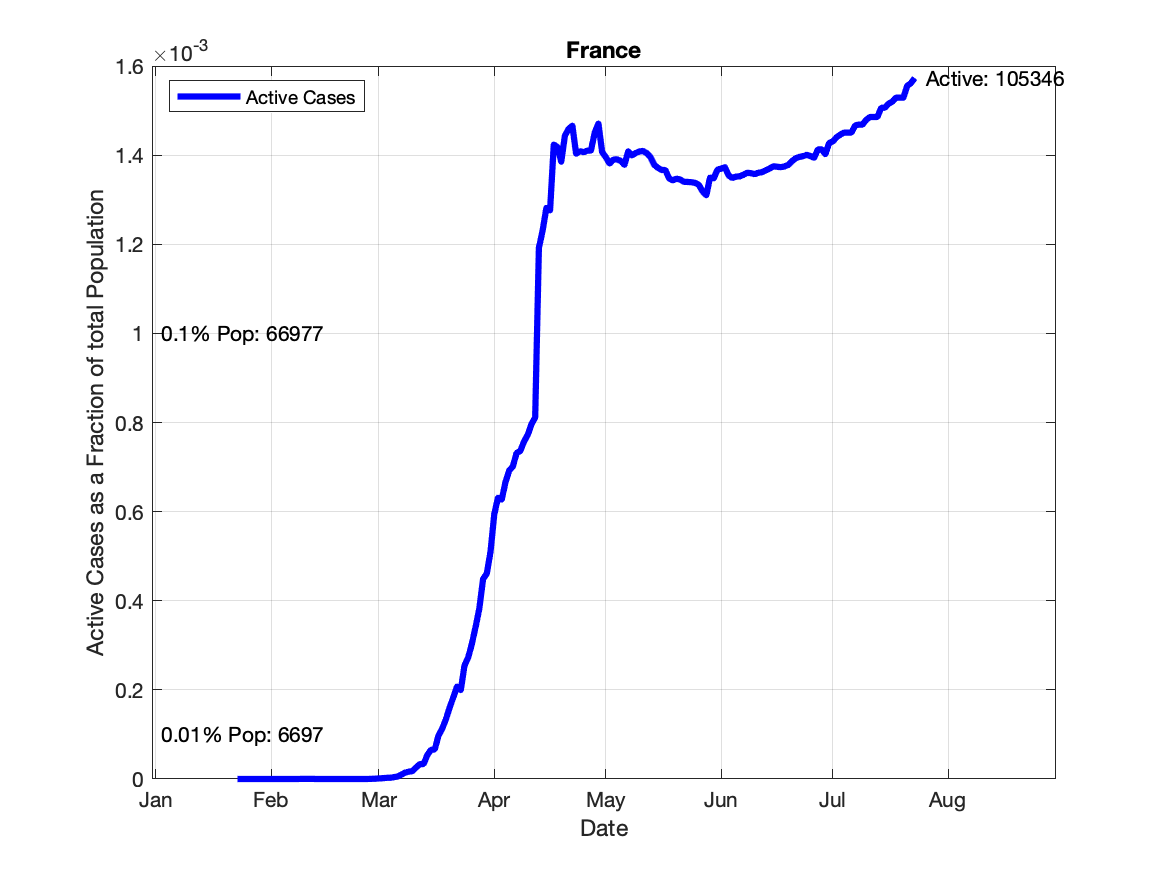 ×10-3
France
1.6
1.4
1.2
1
0.8
0.6
0.4
0.2
0
Active Cases
Active: 105346
0.1% Pop: 66977
0.01% Pop: 6697
Active Cases as a Fraction of total Population
Jan Feb Mar Apr May Jun Jul Aug
Date